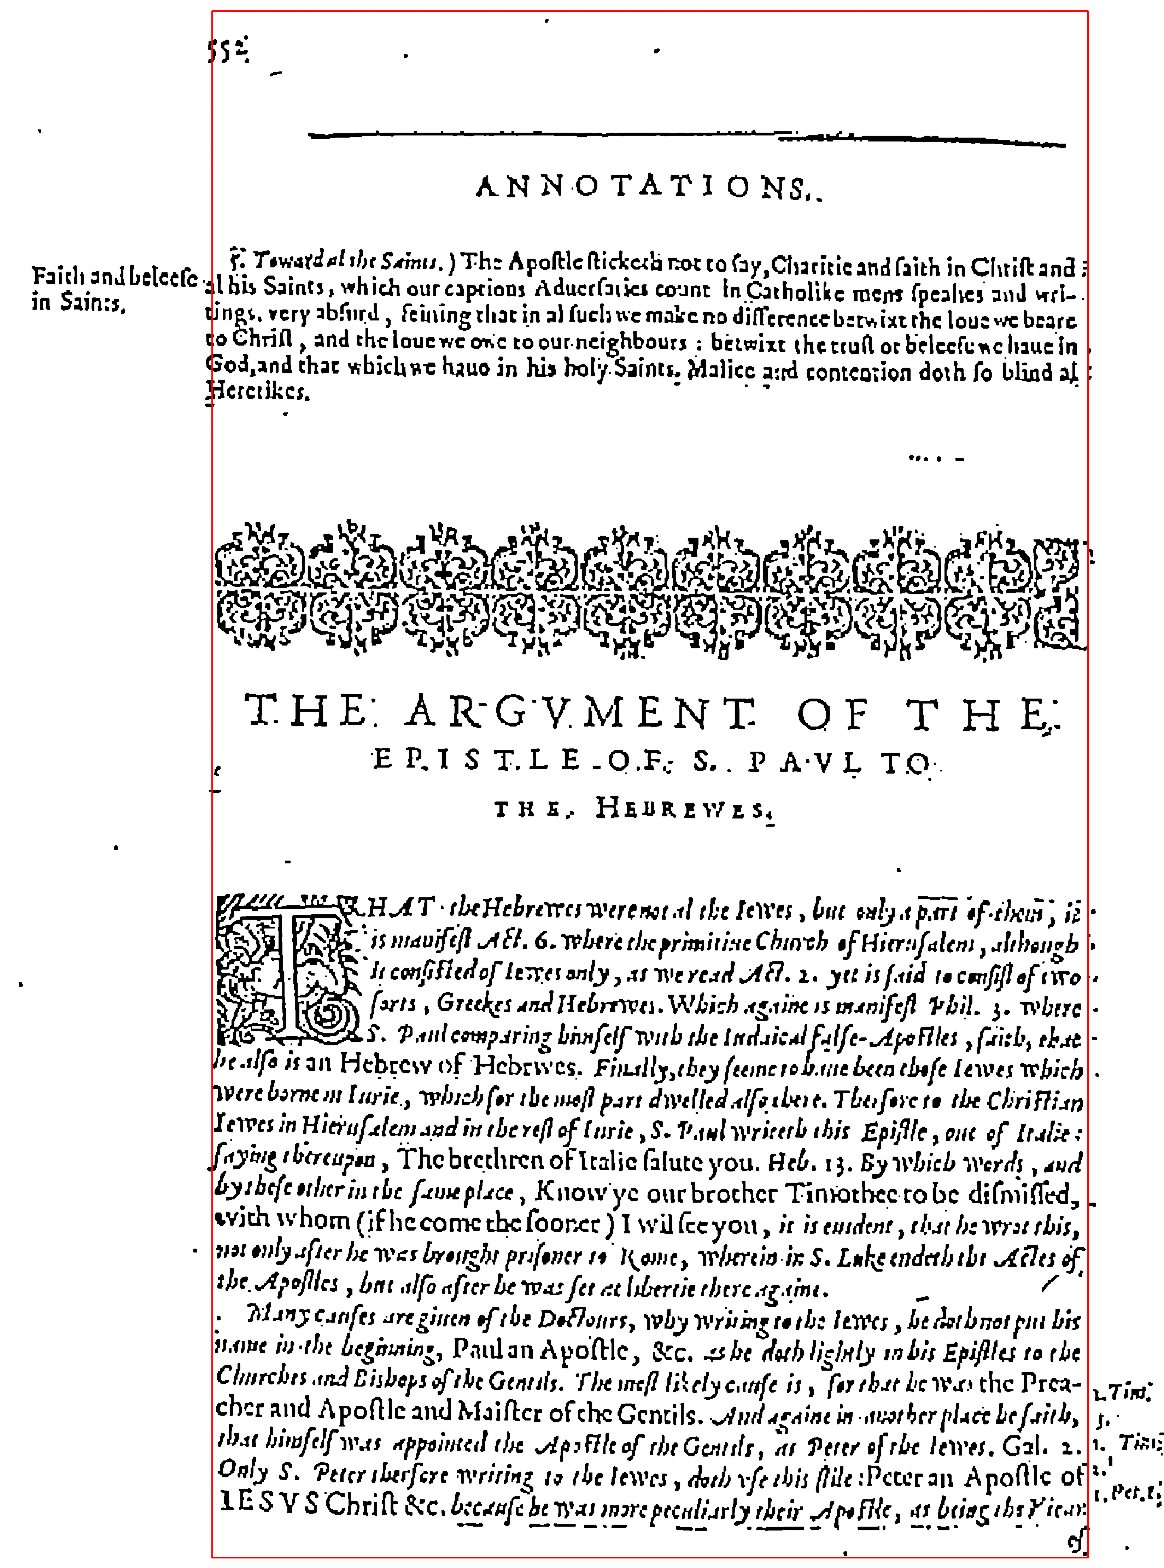 552
ANNOTATIONS.
5. Toward al the Saints.) The Apoſtle ſticketh not to ſay, Charitie and faith in Chriſt and
al his Saints, which our captious Aduerſaries count in Catholike mens ſpeaches and wri-
tings, very abſurd, feining that in al ſuch we make no difference betwixt the loue we beare
to Chriſt, and the loue we owe to our neighbours: betwixt the truſt or beleefe we haue in
God, and that which we haue in his holy Saints. Malice and contention doth ſo blind al
Heretikes.
Faith and beleefe
in Saints.
THE ARGVMENT OF THE
EPISTLE OF S. PAVL TO
THE HEBREWES.
THAT the Hebrewes were not al the Iewes, but only a part of them, it
is manifeſt Act. 6. where the primitiue Church of Hieruſalem, although
it conſiſted of Iewes only, as we read Act. 2. yet is ſaid to conſiſt of two
ſorts, Greekes and Hebrewes. Which againe is manifeſt Phil. 3. where
S. Paul comparing himſelf with the Iudaical falſe-Apoſtles, ſaith, that
he alſo is an Hebrew of Hebrwes. Finally, they ſeeme to haue been thoſe Iewes which
were borne in Iurie, which for the moſt part dwelled alſo there. Therfore to the Chriſtian
Iewes in Hieruſalem and in the reſt of Iurie, S. Paul writeth this Epiſtle, out of Italie:
ſaying thereupon, The brethren of Italie ſalute you. Heb. 13. By which words, and
by theſe other in the ſame place, Know ye our brother Timothee to be diſmiſſed,
with whom (if he come the ſooner) I wil ſee you, it is euident, that he wrot this,
not only after he was brought priſoner to Rome, wherein S. Luke endeth the Actes of
the Apoſtles, but alſo after he was ſet at libertie there againe.
Many cauſes are giuen of the Doctours, why writing to the Iewes, he doth not put his
name in the beginning, Paul an Apoſtle, &c. as he doth lightly in his Epiſtles to the
Churches and Biſhops of the Gentils. The moſt likely cauſe is, for that he was the Prea-
cher and Apoſtle and Maiſter of the Gentils. And againe in another place he ſaith,
that himſelf was appointed the Apoſtle of the Gentils, as Peter of the Iewes. Gal. 2.
Only S. Peter therfore writing to the Iewes, doth vſe this ſtile: Peter an Apoſtle of
IESVS Chriſt &c. becauſe he was more peculiarly their Apoſtle, as being the Vicar
of
1. Tim.
1. Tim.
2.
1. Pet. 1.